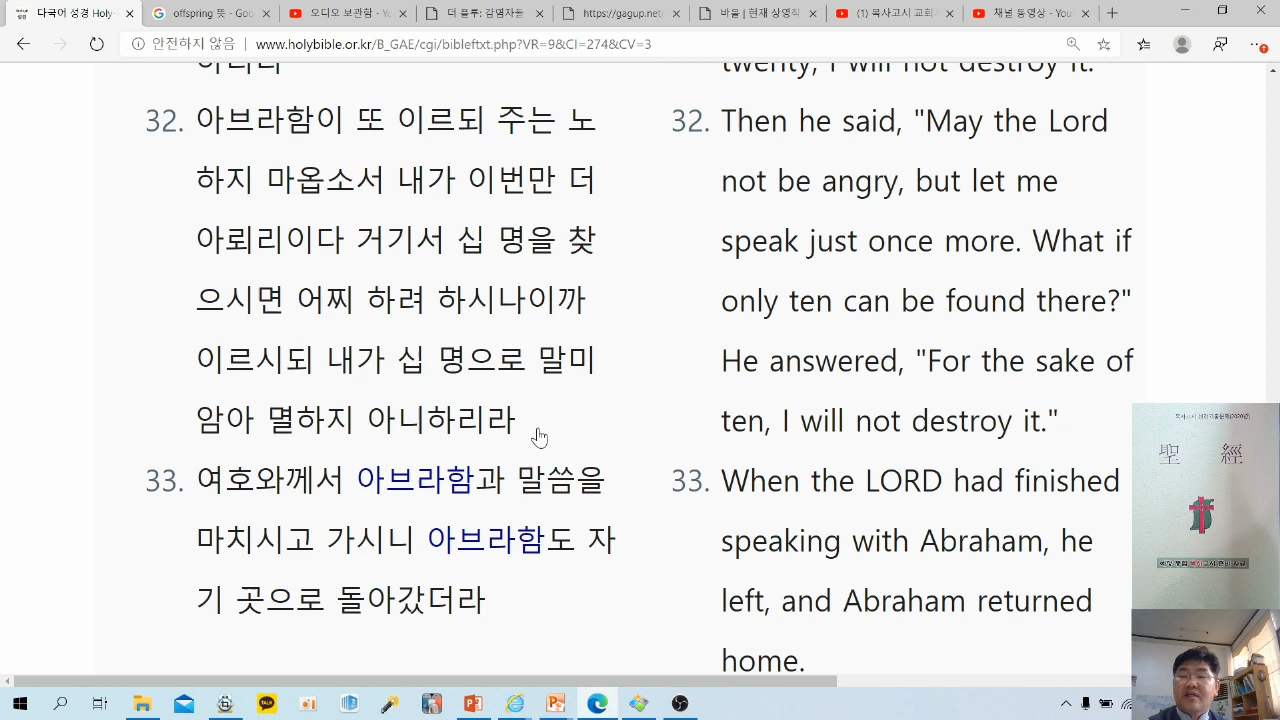 다국어 성경 Holy-
offspring 뜻 - Goo
오디오 보관함 - Yo
더 플루: 감염자들
https://gagup.net/
바울 | 현재 상영작
(1) 목사고시 교회사
채널 동영상 - You
안전하지 않음 www.holybible.or.kr/B_GAE/cgi/bibleftxt.php?VR=9&CI=274&CV=3
twenty, I will not destroy it."
32. 아브라함이 또 이르되 주는 노
하지 마옵소서 내가 이번만 더
아뢰리이다 거기서 십 명을 찾
으시면 어찌 하려 하시나이까
이르시되 내가 십 명으로 말미
암아 멸하지 아니하리라
33. 여호와께서 아브라함과 말씀을
마치시고 가시니 아브라함도 자
기 곳으로 돌아갔더라
32. Then he said, "May the Lord
not be angry, but let me
speak just once more. What if
only ten can be found there?"
He answered, "For the sake of
ten, I will not destroy it."
33. When the LORD had finished
speaking with Abraham, he
left, and Abraham returned
home.
聖 經
TALK